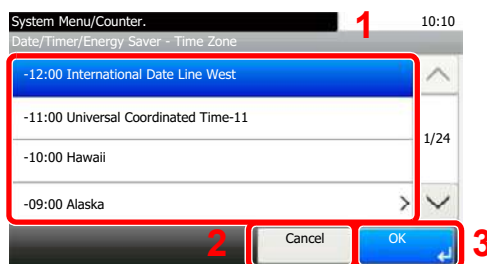 System Menu/Counter. 1 10:10
Date/Timer/Energy Saver - Time Zone
-12:00 International Date Line West
-11:00 Universal Coordinated Time-11
1/24
-10:00 Hawaii
-09:00 Alaska
2 Cancel OK 3